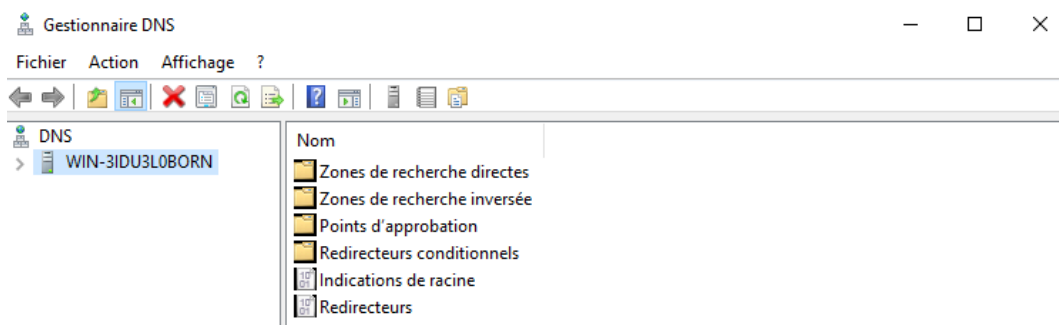 Gestionnaire DNS
Fichier Action Affichage ?
DNS
WIN-3IDU3L0BORN
Nom
Zones de recherche directes
Zones de recherche inversée
Points d'approbation
Redirecteurs conditionnels
Indications de racine
Redirecteurs